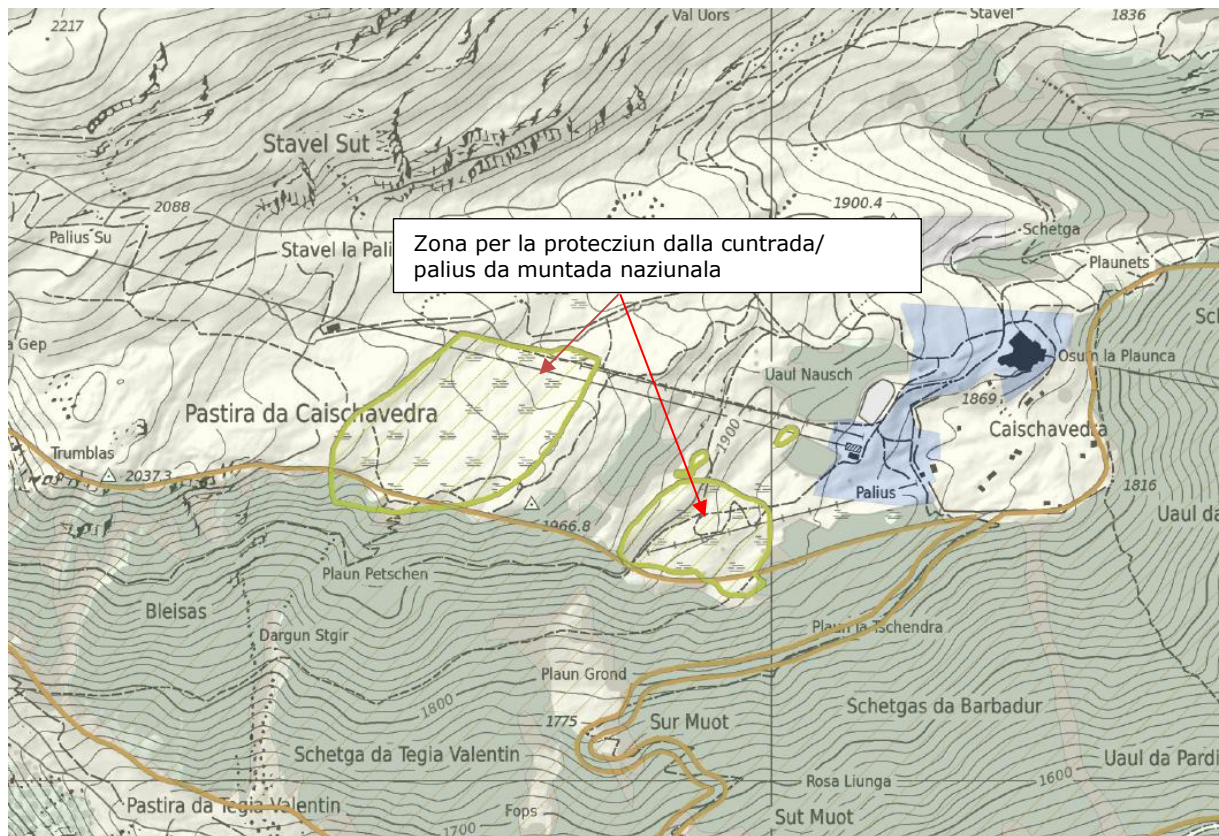 2217
Val Uors
Stavel
1836
Stavel Sut
2088
1900.4
Palius Su
Stavel la Pali
Schetga
Zona per la protecziun dalla cuntrada/
palius da muntada naziunala
Plaunets
Gep
Uaul Nausch
la Plaunca
1869
Pastira da Caischavedra
1900
Caischavedra
Trumblas
2037.3
Palius
1816
1966.8
Uaul da
Plaun Petschen
Bleisas
Dargun Stgir
Plaun la Tschendra
Plaun Grond
1800
1775
Sur Muot
Schetgas da Barbadur
Schetga da Tegia Valentin
Uaul da Pardi
Rosa Liunga
1600
Pastira da Tegia Valentin
Fops
Sut Muot
1700